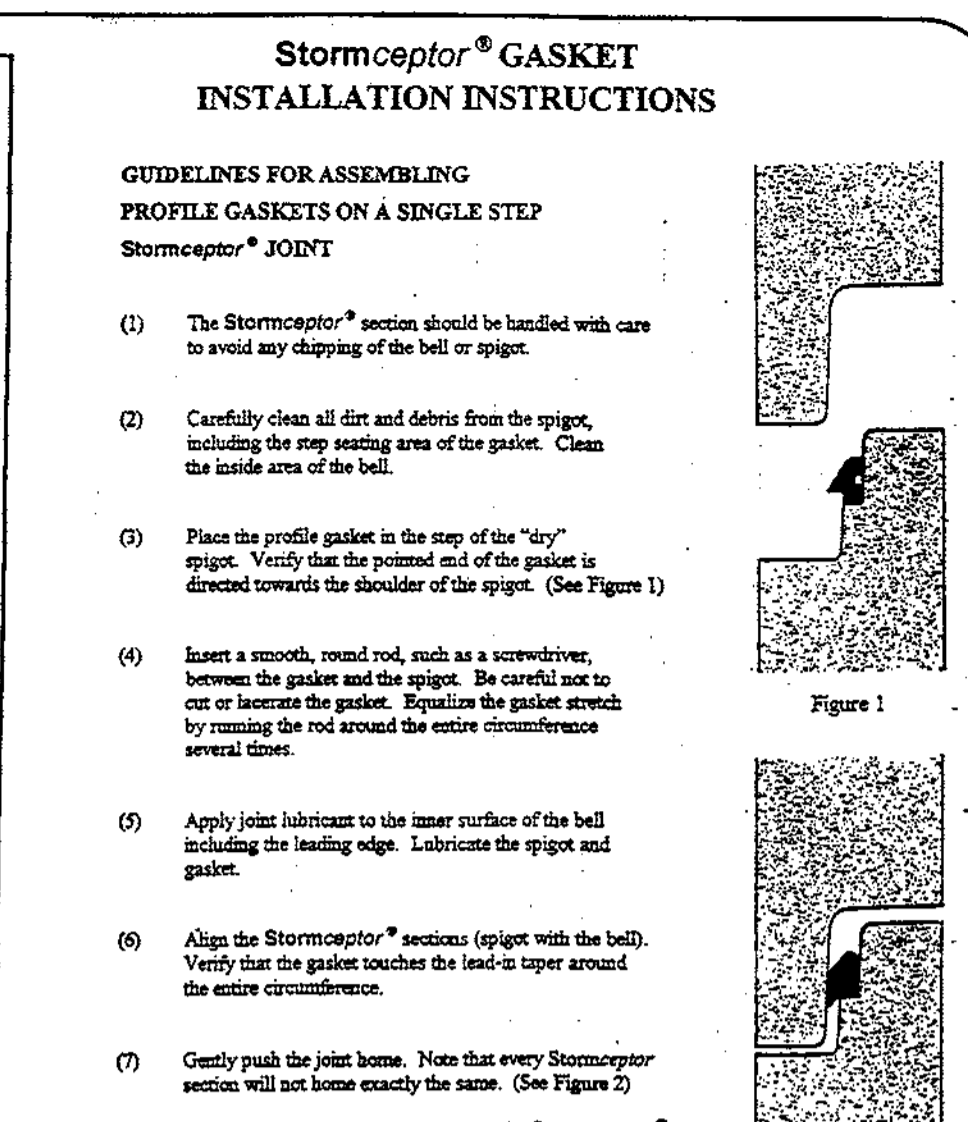 Stormceptor® GASKET
INSTALLATION INSTRUCTIONS
GUIDELINES FOR ASSEMBLING
PROFILE GASKETS ON A SINGLE STEP
Stormceptor® JOINT
(1) The Stormceptor® section should be handled with care
to avoid any chipping of the bell or spigot.
(2) Carefully clean all dirt and debris from the spigot,
including the step seating area of the gasket. Clean
the inside area of the bell.
(3) Place the profile gasket in the step of the "dry"
spigot. Verify that the pointed end of the gasket is
directed towards the shoulder of the spigot. (See Figure 1)
(4) Insert a smooth, round rod, such as a screwdriver,
between the gasket and the spigot. Be careful not to
cut or lacerate the gasket. Equalize the gasket stretch
by running the rod around the entire circumference
several times.
Figure 1
(5) Apply joint lubricant to the inner surface of the bell
including the leading edge. Lubricate the spigot and
gasket.
(6) Align the Stormceptor® sections (spigot with the bell).
Verify that the gasket touches the lead-in taper around
the entire circumference.
(7) Gently push the joint home. Note that every Stormceptor
section will not home exactly the same. (See Figure 2)